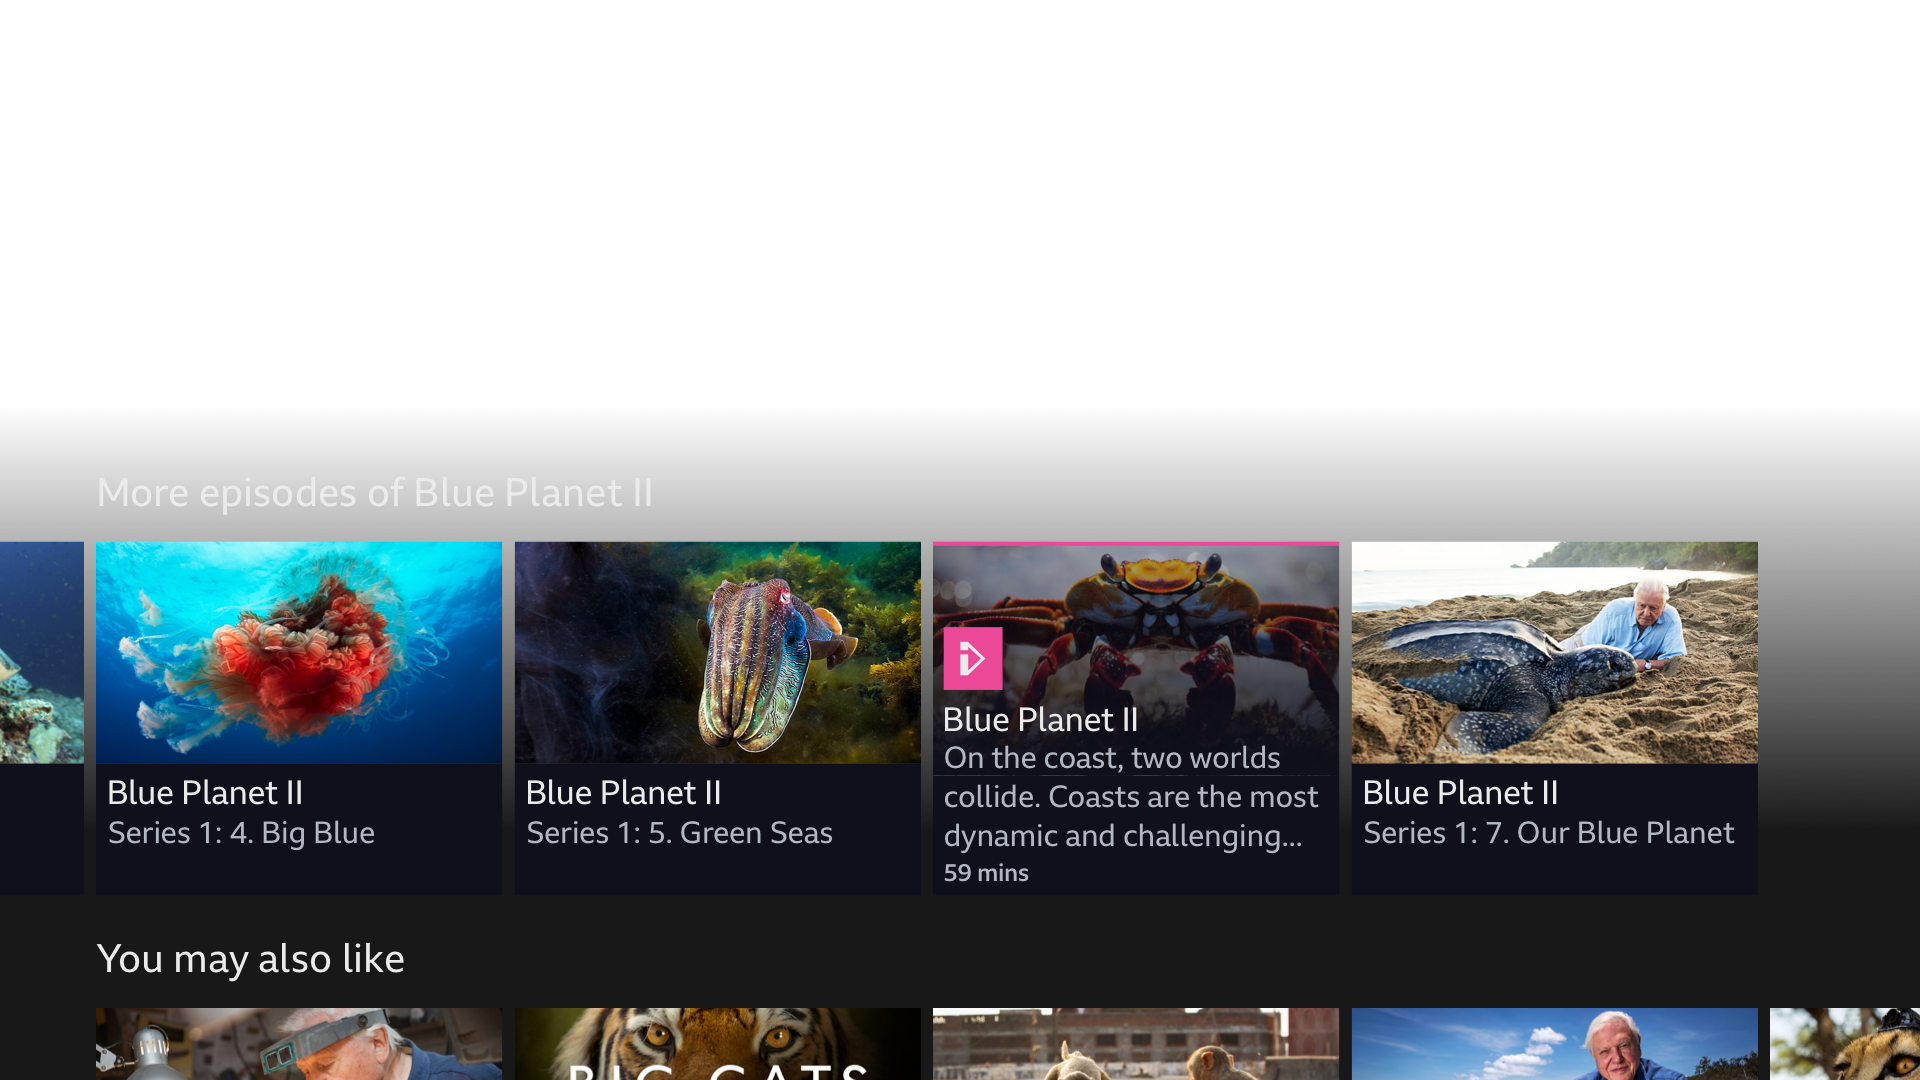 More episodes of Blue Planet II
Blue Planet II
Series 1: 4. Big Blue
Blue Planet II
Series 1: 5. Green Seas
Blue Planet II
On the coast, two worlds
collide. Coasts are the most
dynamic and challenging...
59 mins
Blue Planet II
Series 1: 7. Our Blue Planet
You may also like
BIG CATS